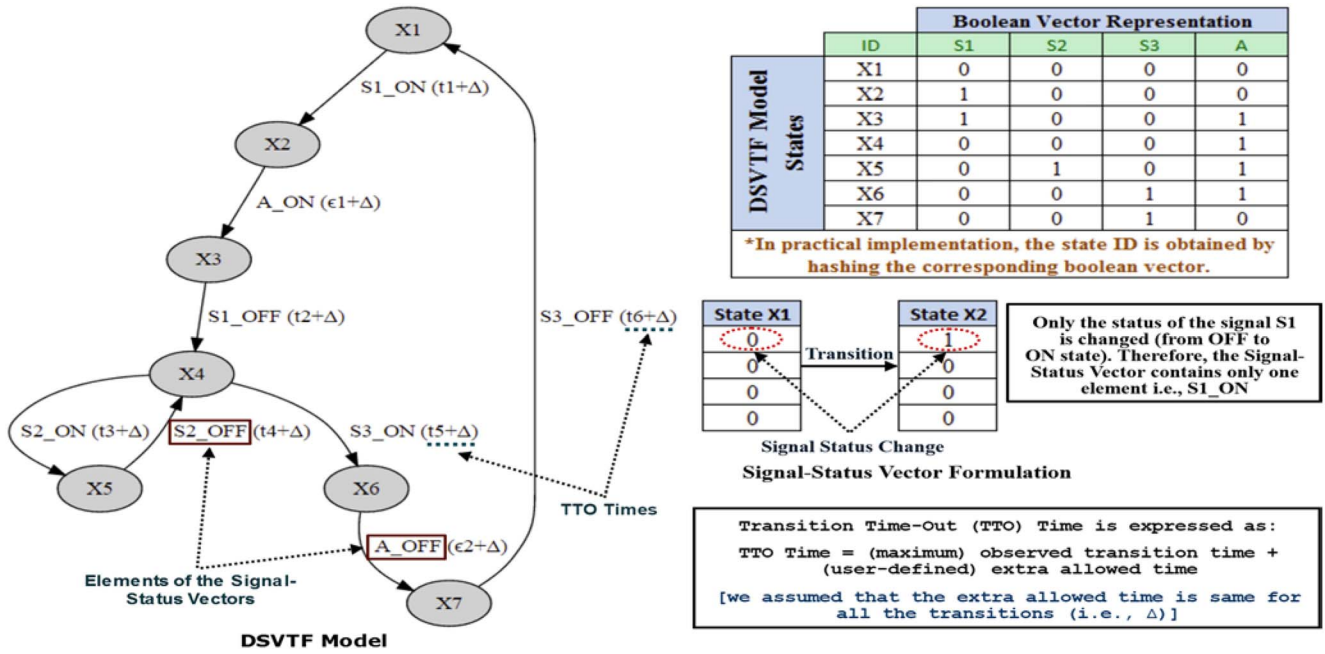 X1
S1_ON (t1+Δ)
X2
A_ON (ϵ1+Δ)
X3
S1_OFF (t2+Δ)
S3_OFF (t6+Δ)
X4
S2_ON (t3+Δ)
S2_OFF (t4+Δ)
S3_ON (t5+Δ)
X5
X6
TTO Times
A_OFF (ϵ2+Δ)
Elements of the Signal-
Status Vectors
X7
DSVTF Model
Boolean Vector Representation
ID S1 S2 S3 A
DSVTF Model
States
X1 0 0 0 0
X2 1 0 0 0
X3 1 0 0 1
X4 0 0 0 1
X5 0 1 0 1
X6 0 0 1 1
X7 0 0 1 0
*In practical implementation, the state ID is obtained by
hashing the corresponding boolean vector.
State X1
0
0
0
0
Transition
State X2
1
0
0
0
Signal Status Change
Signal-Status Vector Formulation
Only the status of the signal S1
is changed (from OFF to
ON state). Therefore, the Signal-
Status Vector contains only one
element i.e., S1_ON
Transition Time-Out (TTO) Time is expressed as:
TTO Time = (maximum) observed transition time +
(user-defined) extra allowed time
[we assumed that the extra allowed time is same for
all the transitions (i.e., Δ)]